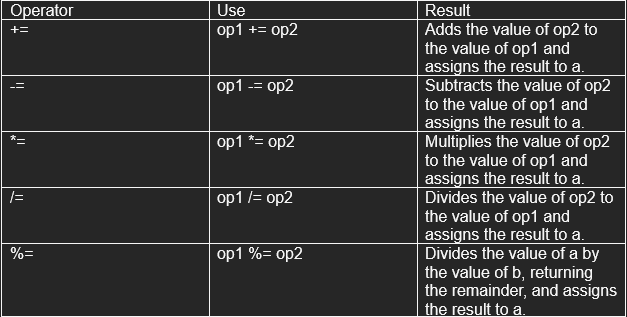 Operator Use Result
+= op1 += op2 Adds the value of op2 to
the value of op1 and
assigns the result to a.
-= op1 -= op2 Subtracts the value of op2
to the value of op1 and
assigns the result to a.
*= op1 *= op2 Multiplies the value of op2
to the value of op1 and
assigns the result to a.
/= op1 /= op2 Divides the value of op2 to
the value of op1 and
assigns the result to a.
%= op1 %= op2 Divides the value of a by
the value of b, returning
the remainder, and assigns
the result to a.